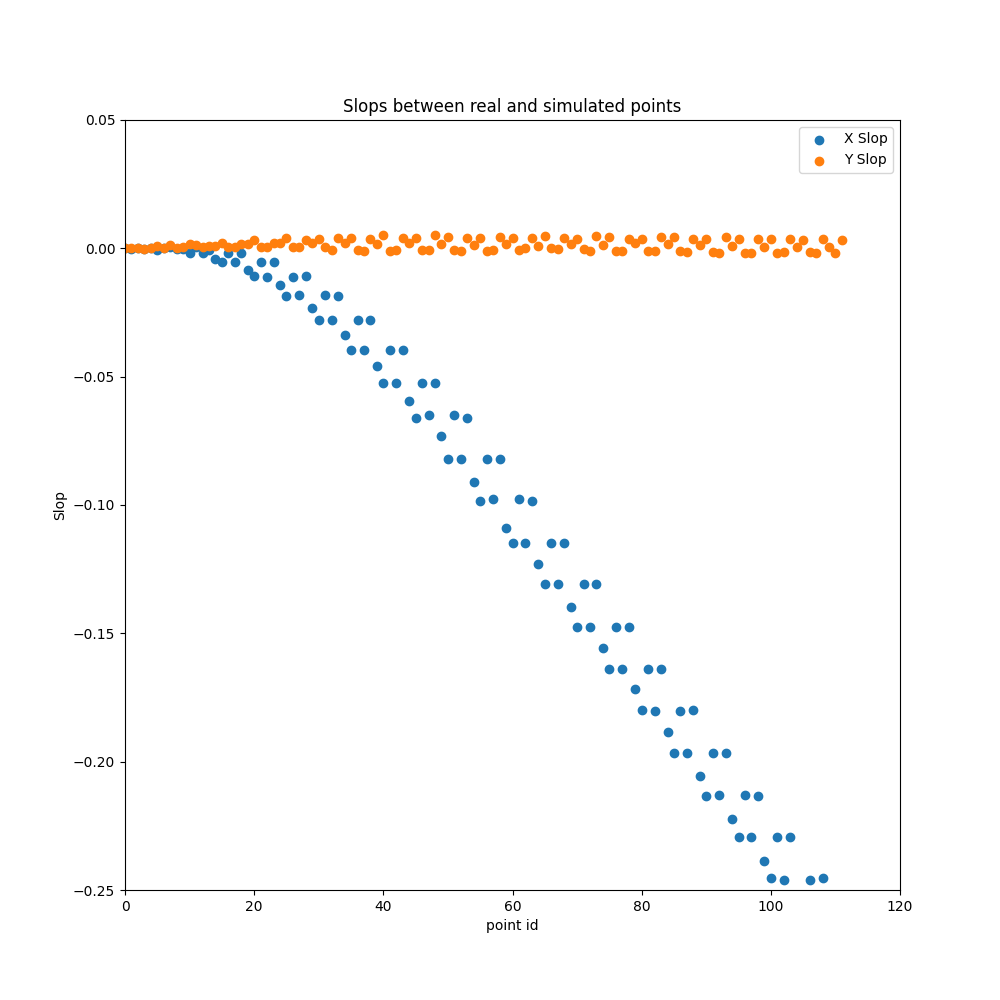 Slops between real and simulated points
X Slop
Y Slop
0.05
0.00
−0.05
−0.10
−0.15
−0.20
−0.25
Slop
0 20 40 60 80 100 120
point id